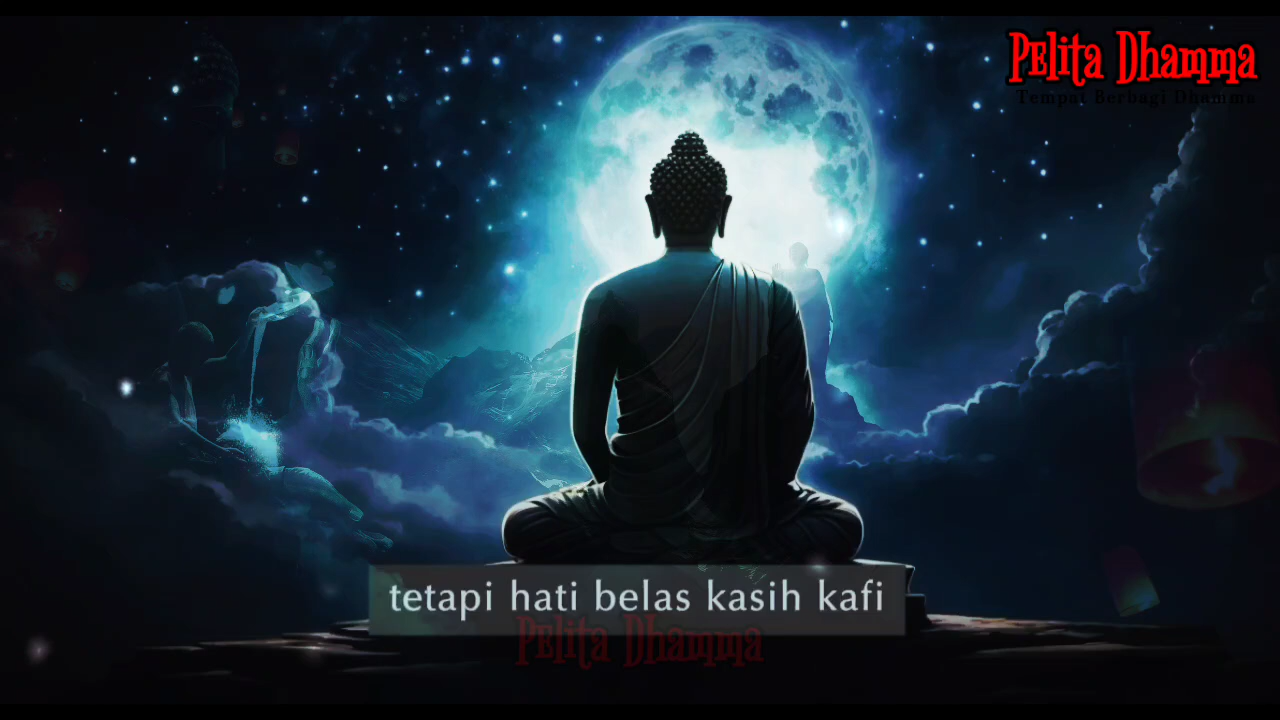 Pelita Dhamma
Tempat Berbagi Dhamma
tetapi hati belas kasih kafi
Pelita Dhamma